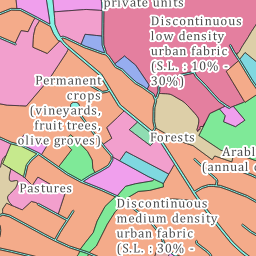 private units
Discontinuous
low density
urban fabric
(S.L. : 10% -
30%)
Permanent
crops
(vineyards,
fruit trees,
olive groves)
Forests
Arabl
(annual
Pastures
Discontinuous
medium density
urban fabric
(S.L. : 30% -